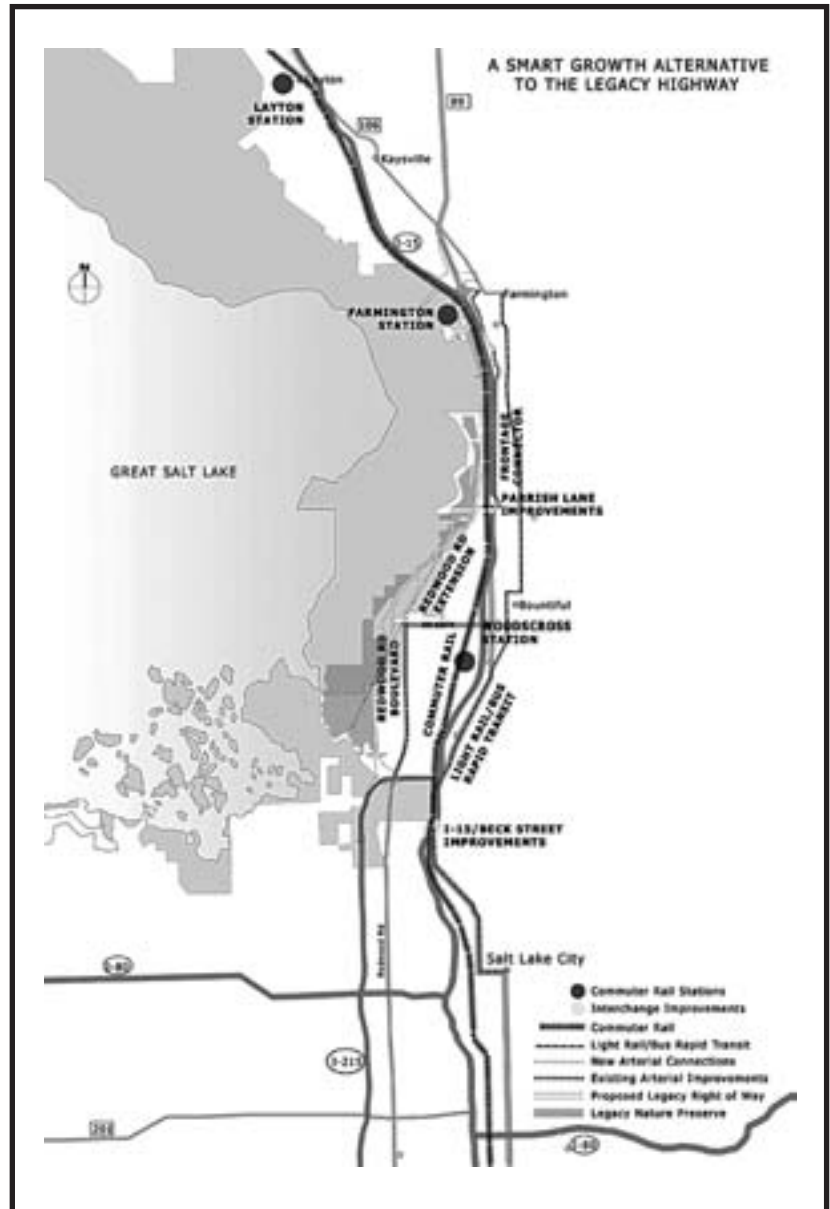 A SMART GROWTH ALTERNATIVE
TO THE LEGACY HIGHWAY
LAYTON
STATION
89
106
Kaysville
I-15
N
Farmington
FARMINGTON
STATION
FRONTAGE
CONNECTOR
GREAT SALT LAKE
PARRISH LANE
IMPROVEMENTS
REDWOOD RD
EXTENSION
Bountiful
WOODSCROSS
STATION
REDWOOD RD
BOULEVARD
COMMUTER RAIL
LIGHT RAIL/BUS
RAPID TRANSIT
I-15/BECK STREET
IMPROVEMENTS
Redwood Rd
Salt Lake City
I-80
Commuter Rail Stations
Interchange Improvements
Commuter Rail
Light Rail/Bus Rapid Transit
New Arterial Connections
Existing Arterial Improvements
Proposed Legacy Right of Way
Legacy Nature Preserve
I-215
201
I-80